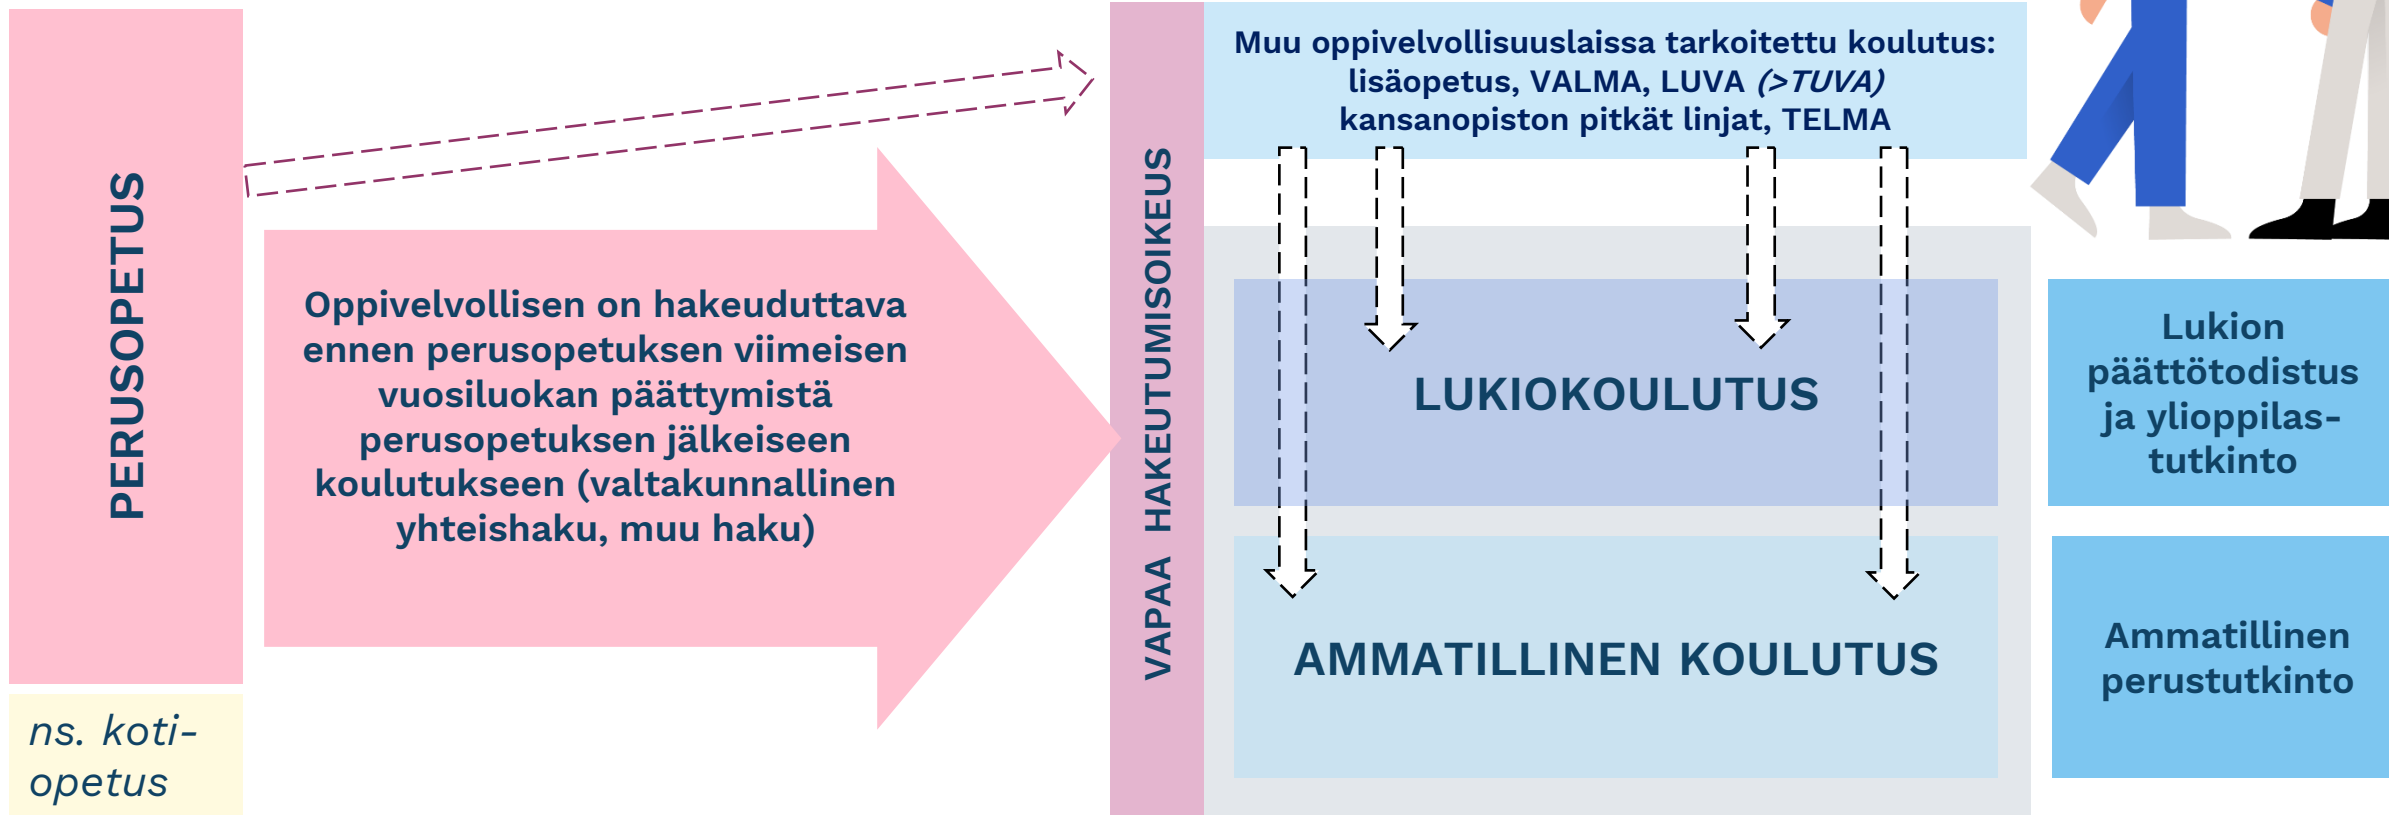 PERUSOPETUS
ns. koti-
opetus
Oppivelvollisen on hakeuduttava
ennen perusopetuksen viimeisen
vuosiluokan päättymistä
perusopetuksen jälkeiseen
koulutukseen (valtakunnallinen
yhteishaku, muu haku)
VAPAA HAKEUTUMISOIKEUS
Muu oppivelvollisuuslaissa tarkoitettu koulutus:
lisäopetus, VALMA, LUVA (>TUVA)
kansanopiston pitkät linjat, TELMA
LUKIOKOULUTUS
AMMATILLINEN KOULUTUS
Lukion
päättötodistus
ja ylioppilas-
tutkinto
Ammatillinen
perustutkinto